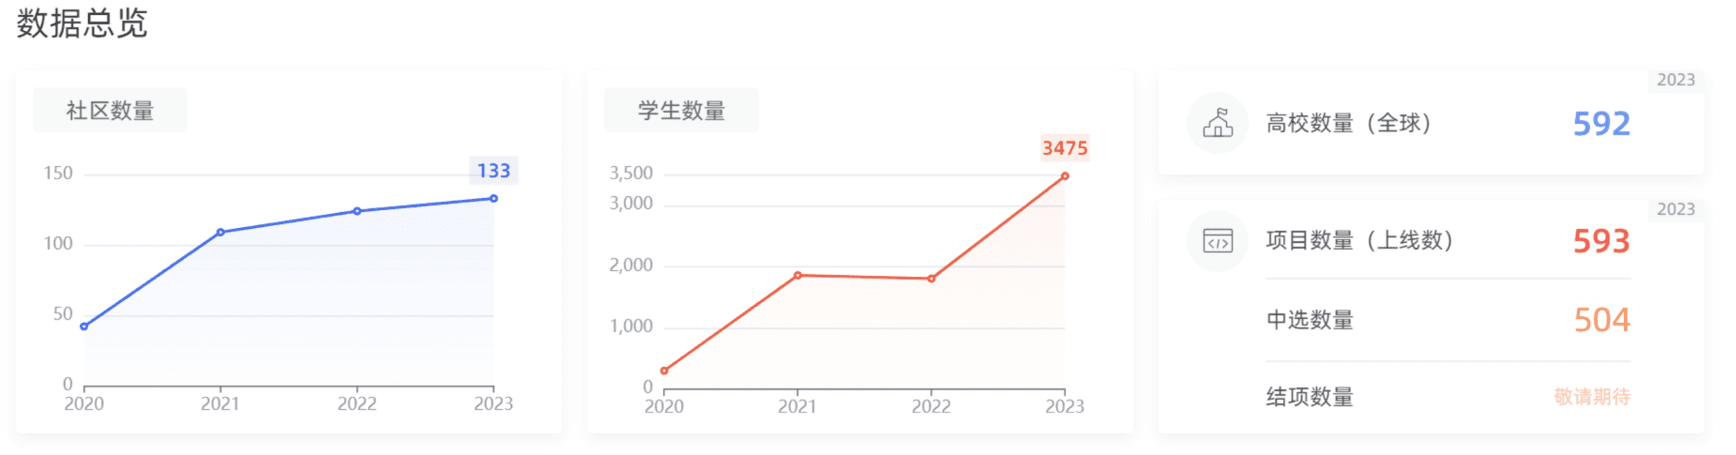 数据总览
社区数量
133
150
100
50
0
2020 2021 2022 2023
学生数量
3475
3,500
3,000
2,000
1,000
0
2020 2021 2022 2023
2023
高校数量（全球） 592
2023
项目数量（上线数） 593
中选数量 504
结项数量 敬请期待